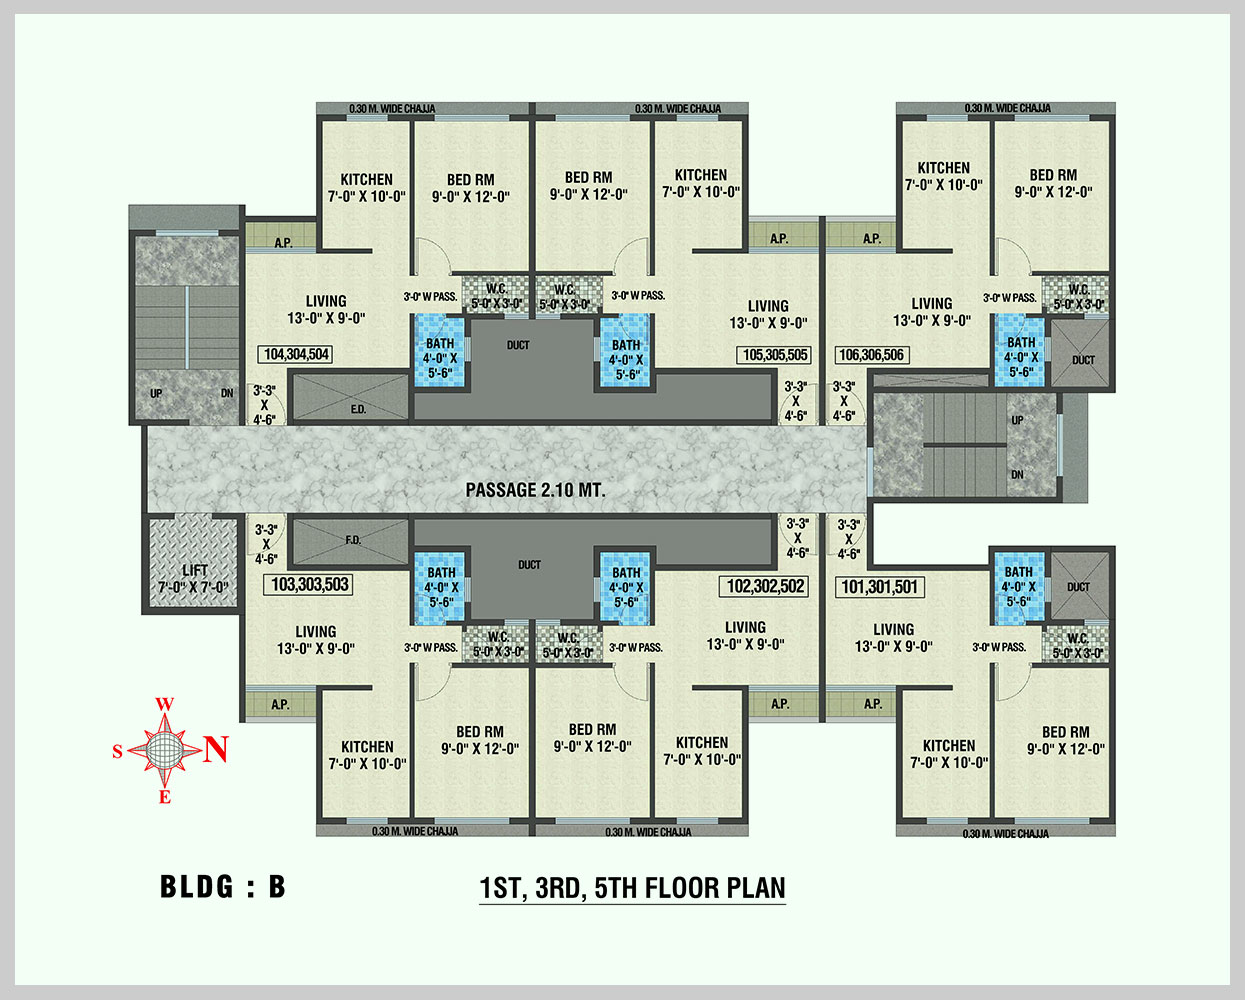 0.30 M. WIDE CHAJJA
0.30 M. WIDE CHAJJA
0.30 M. WIDE CHAJJA
KITCHEN
7'-0" X 10'-0"
BED RM
9'-0" X 12'-0"
BED RM
9'-0" X 12'-0"
KITCHEN
7'-0" X 10'-0"
KITCHEN
7'-0" X 10'-0"
BED RM
9'-0" X 12'-0"
A.P.
A.P.
A.P.
LIVING
13'-0" X 9'-0"
3'-0" W PASS.
W.C.
5'-0" X 3'-0"
W.C.
5'-0" X 3'-0"
3'-0" W PASS.
LIVING
13'-0" X 9'-0"
LIVING
13'-0" X 9'-0"
3'-0" W PASS.
W.C.
5'-0" X 3'-0"
104,304,504
BATH
4'-0" X
5'-6"
DUCT
BATH
4'-0" X
5'-6"
105,305,505
106,306,506
BATH
4'-0" X
5'-6"
DUCT
UP
DN
3'-3"
X
4'-6"
E.D.
3'-3"
X
4'-6"
3'-3"
X
4'-6"
UP
DN
PASSAGE 2.10 MT.
LIFT
7'-0" X 7'-0"
3'-3"
X
4'-6"
F.D.
3'-3"
X
4'-6"
3'-3"
X
4'-6"
103,303,503
BATH
4'-0" X
5'-6"
DUCT
BATH
4'-0" X
5'-6"
102,302,502
101,301,501
BATH
4'-0" X
5'-6"
DUCT
LIVING
13'-0" X 9'-0"
3'-0" W PASS.
W.C.
5'-0" X 3'-0"
W.C.
5'-0" X 3'-0"
3'-0" W PASS.
LIVING
13'-0" X 9'-0"
LIVING
13'-0" X 9'-0"
3'-0" W PASS.
W.C.
5'-0" X 3'-0"
A.P.
A.P.
A.P.
KITCHEN
7'-0" X 10'-0"
BED RM
9'-0" X 12'-0"
BED RM
9'-0" X 12'-0"
KITCHEN
7'-0" X 10'-0"
KITCHEN
7'-0" X 10'-0"
BED RM
9'-0" X 12'-0"
W
S
N
E
0.30 M. WIDE CHAJJA
0.30 M. WIDE CHAJJA
0.30 M. WIDE CHAJJA
BLDG : B
1ST, 3RD, 5TH FLOOR PLAN